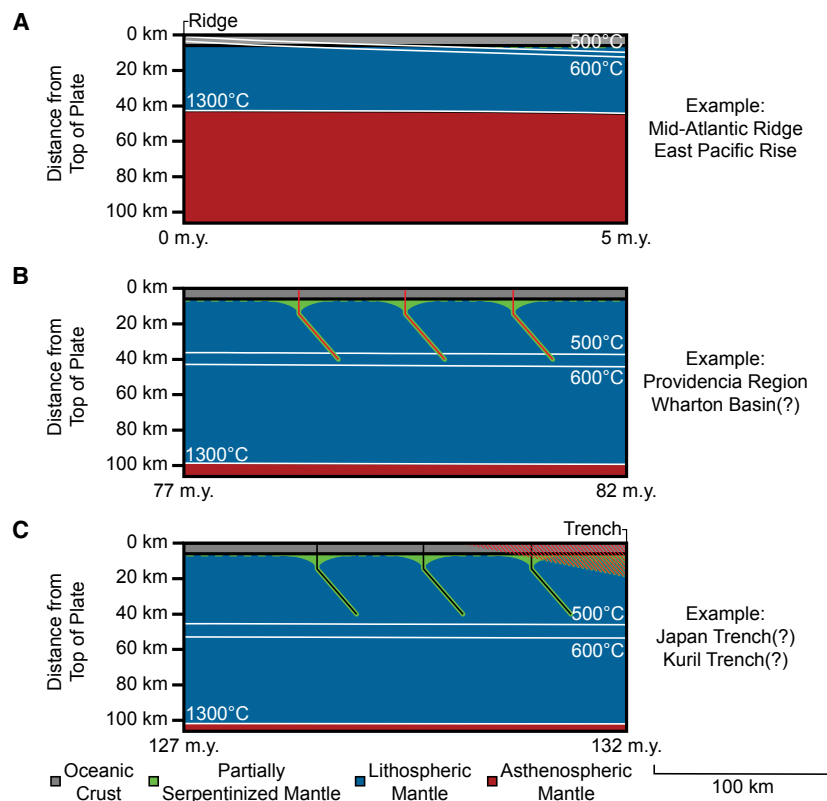 A
Ridge
0 km
20 km
40 km
60 km
80 km
100 km
Distance from
Top of Plate
500°C
600°C
1300°C
0 m.y.
5 m.y.
Example:
Mid-Atlantic Ridge
East Pacific Rise
B
0 km
20 km
40 km
60 km
80 km
100 km
Distance from
Top of Plate
500°C
600°C
1300°C
77 m.y.
82 m.y.
Example:
Providencia Region
Wharton Basin(?)
C
Trench
0 km
20 km
40 km
60 km
80 km
100 km
Distance from
Top of Plate
500°C
600°C
1300°C
127 m.y.
132 m.y.
Example:
Japan Trench(?)
Kuril Trench(?)
Oceanic
Crust
Partially
Serpentinized Mantle
Lithospheric
Mantle
Asthenospheric
Mantle
100 km